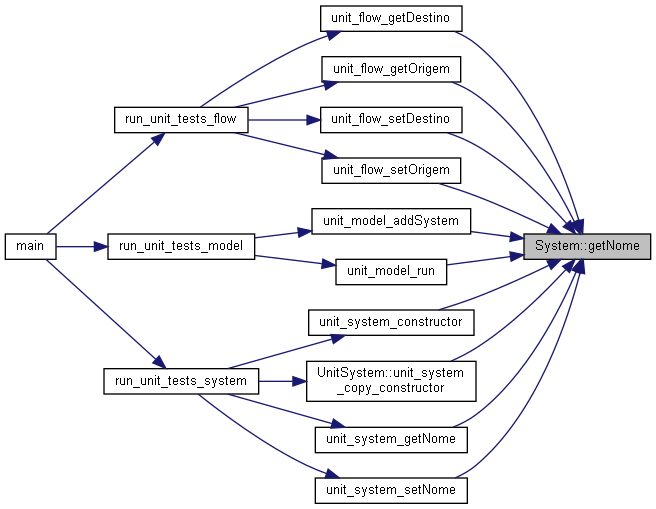 unit_flow_getDestino
unit_flow_getOrigem
run_unit_tests_flow
unit_flow_setDestino
unit_flow_setOrigem
unit_model_addSystem
main
run_unit_tests_model
System::getNome
unit_model_run
unit_system_constructor
run_unit_tests_system
UnitSystem::unit_system
_copy_constructor
unit_system_getNome
unit_system_setNome